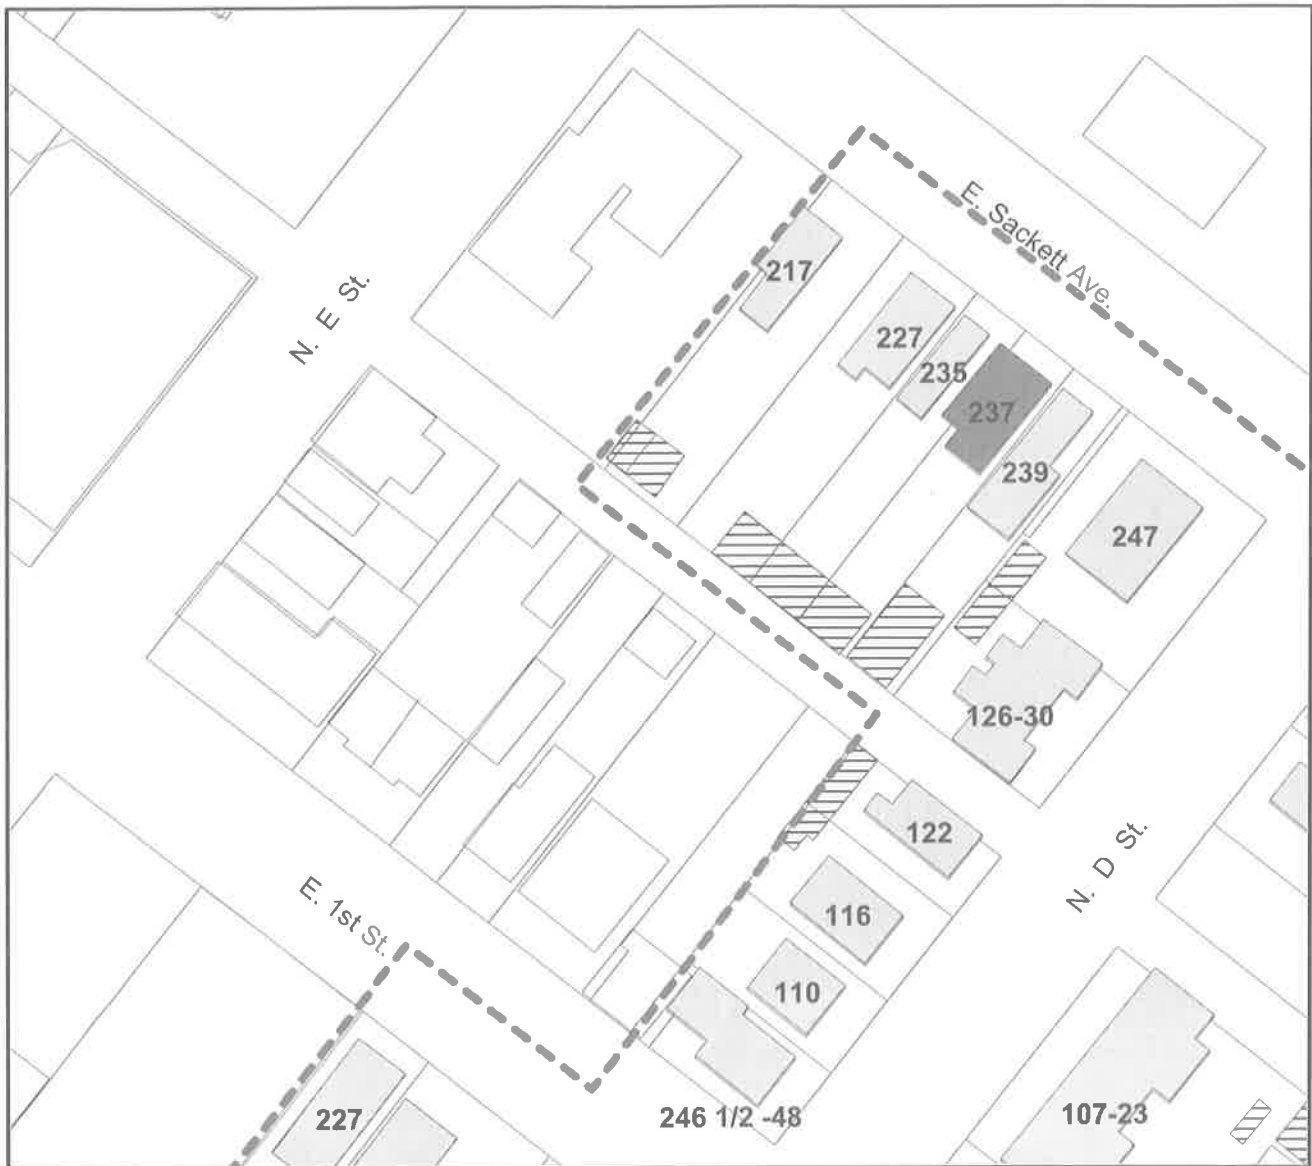 E. Sackett Ave.
217
N. E St.
227
235
237
239
247
126-30
122
N. D St.
116
E. 1st St.
110
227
246 1/2 -48
107-23